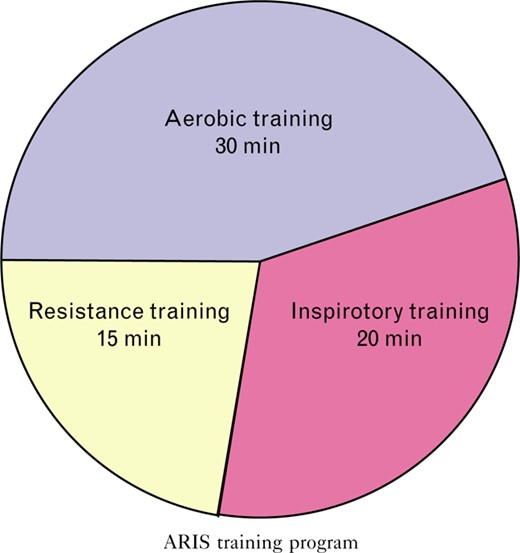 Aerobic training
30 min
Resistance training
15 min
Inspirotory training
20 min
ARIS training program